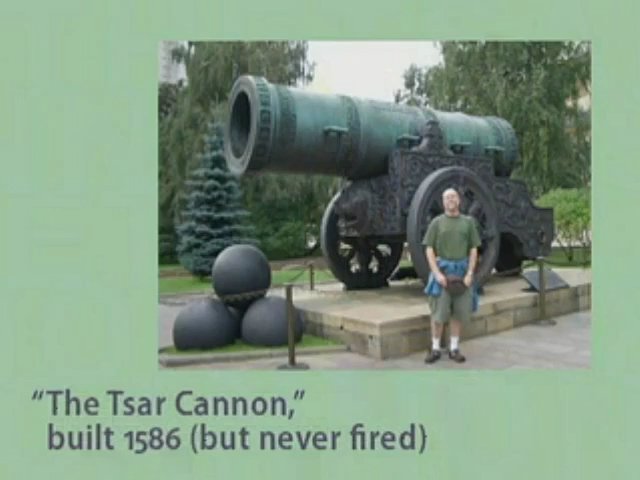 “The Tsar Cannon,”
built 1586 (but never fired)